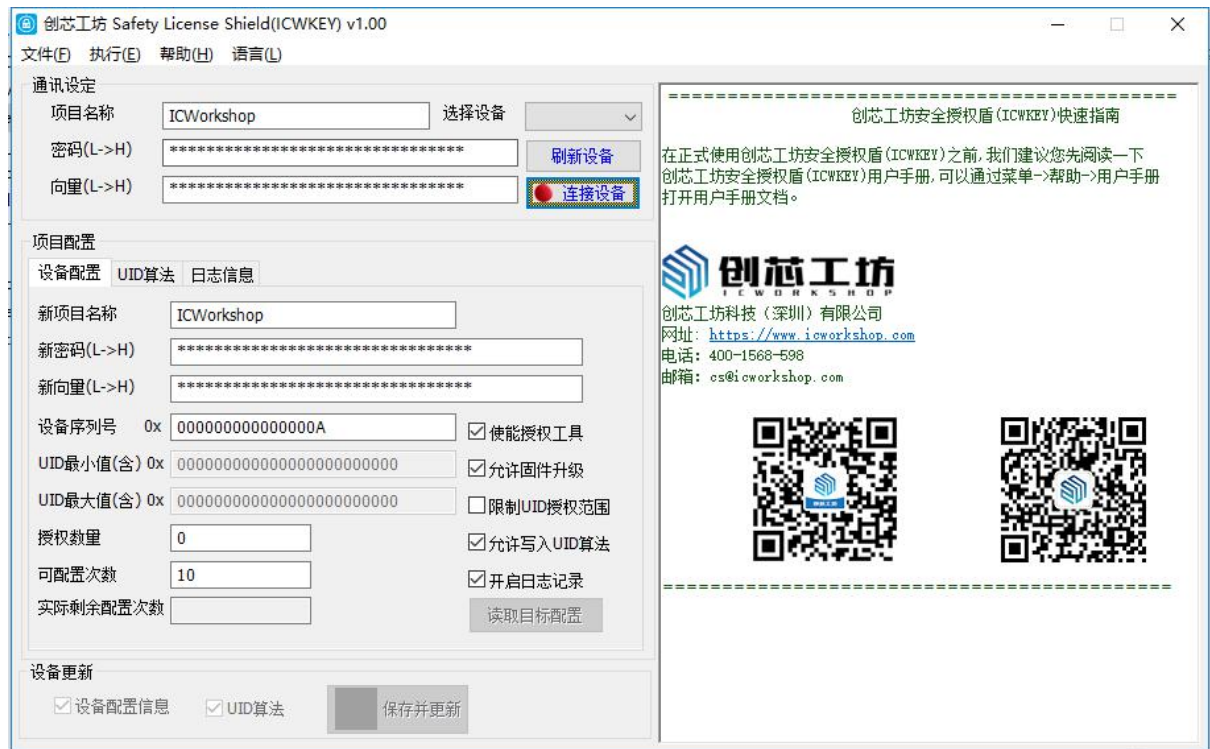 创芯工坊 Safety License Shield(ICWKEY) v1.00
文件(F) 执行(E) 帮助(H) 语言(L)
通讯设定
项目名称 ICWorkshop 选择设备
密码(L->H) ******************************** 刷新设备
向量(L->H) ******************************** 连接设备
项目配置
设备配置 UID算法 日志信息
新项目名称 ICWorkshop
新密码(L->H) ********************************
新向量(L->H) ********************************
设备序列号 0x 000000000000000A 使能授权工具
UID最小值(含) 0x 000000000000000000000000 允许固件升级
UID最大值(含) 0x 000000000000000000000000 限制UID授权范围
授权数量 0 允许写入UID算法
可配置次数 10 开启日志记录
实际剩余配置次数 读取目标配置
设备更新
设备配置信息 UID算法 保存并更新
===========================================
创芯工坊安全授权盾(ICWKEY)快速指南
在正式使用创芯工坊安全授权盾(ICWKEY)之前,我们建议您先阅读一下
创芯工坊安全授权盾(ICWKEY)用户手册,可以通过菜单->帮助->用户手册
打开用户手册文档。
创芯工坊
ICWORKSHOP
创芯工坊科技（深圳）有限公司
网址: https://www.icworkshop.com
电话: 400-1568-598
邮箱: cs@icworkshop.com
===========================================